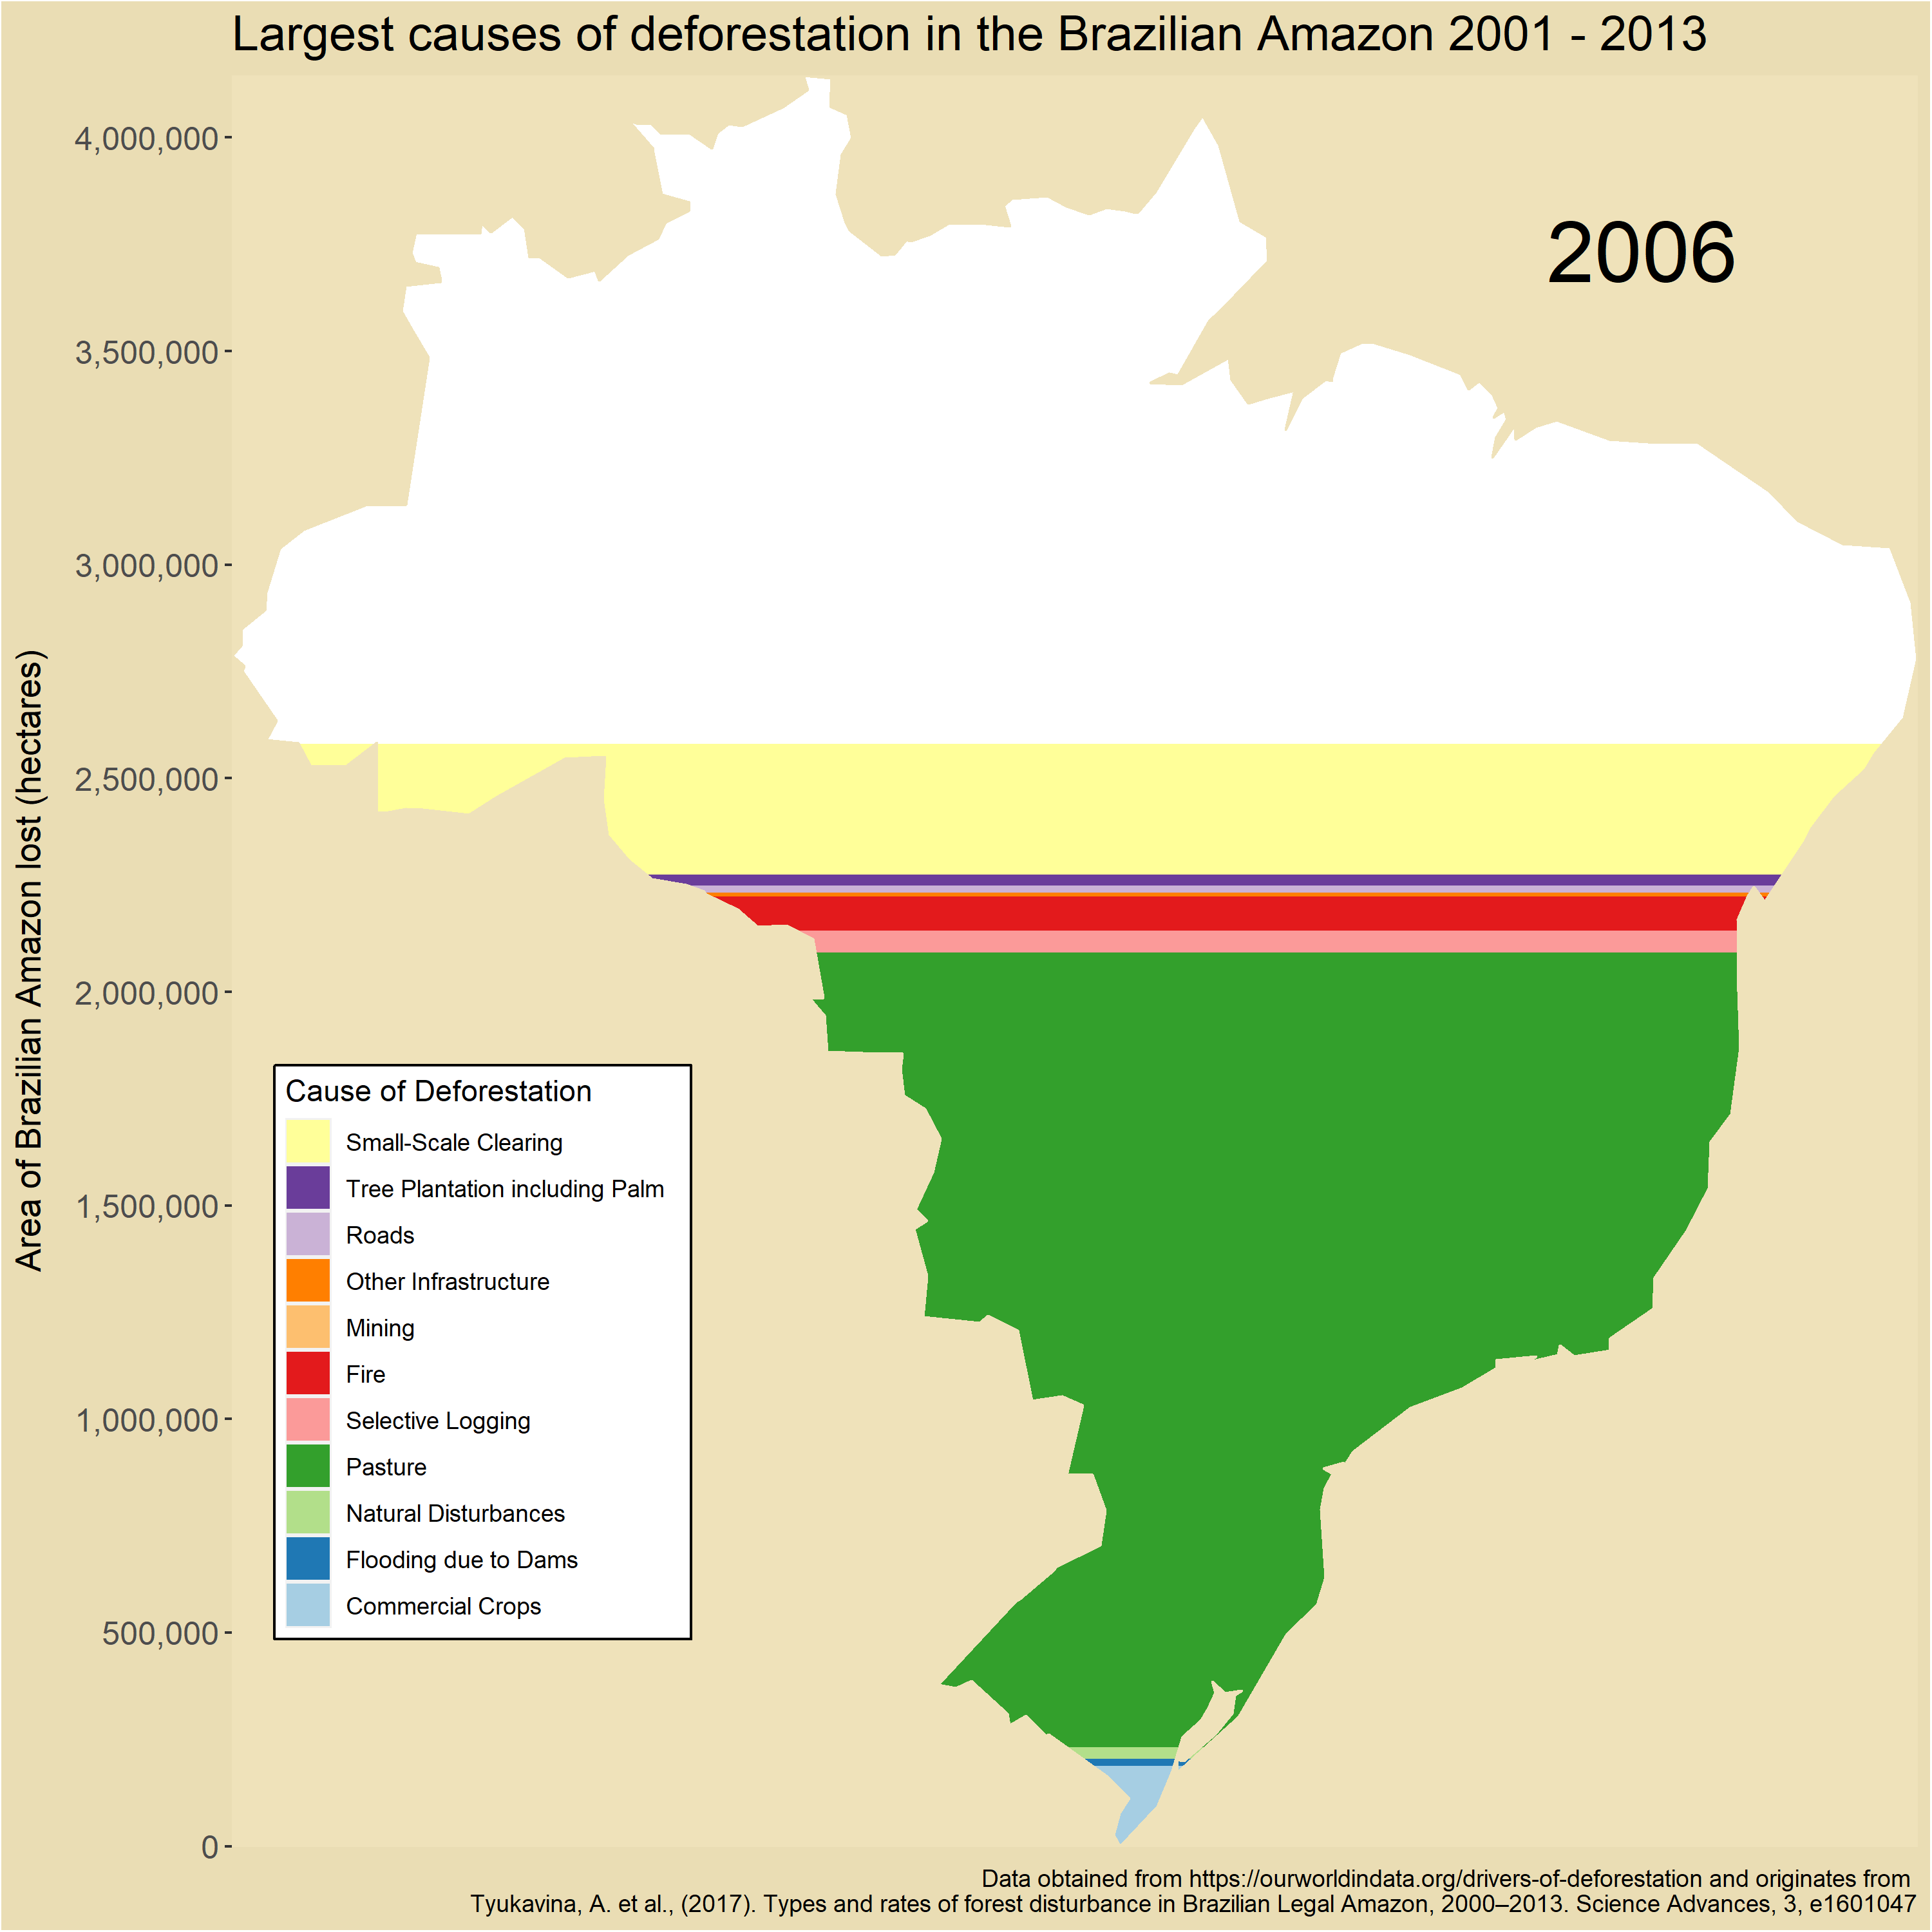 Largest causes of deforestation in the Brazilian Amazon 2001 - 2013
2006
Area of Brazilian Amazon lost (hectares)
4,000,000
3,500,000
3,000,000
2,500,000
2,000,000
1,500,000
1,000,000
500,000
0
Cause of Deforestation
Small-Scale Clearing
Tree Plantation including Palm
Roads
Other Infrastructure
Mining
Fire
Selective Logging
Pasture
Natural Disturbances
Flooding due to Dams
Commercial Crops
Data obtained from https://ourworldindata.org/drivers-of-deforestation and originates from
Tyukavina, A. et al., (2017). Types and rates of forest disturbance in Brazilian Legal Amazon, 2000–2013. Science Advances, 3, e1601047